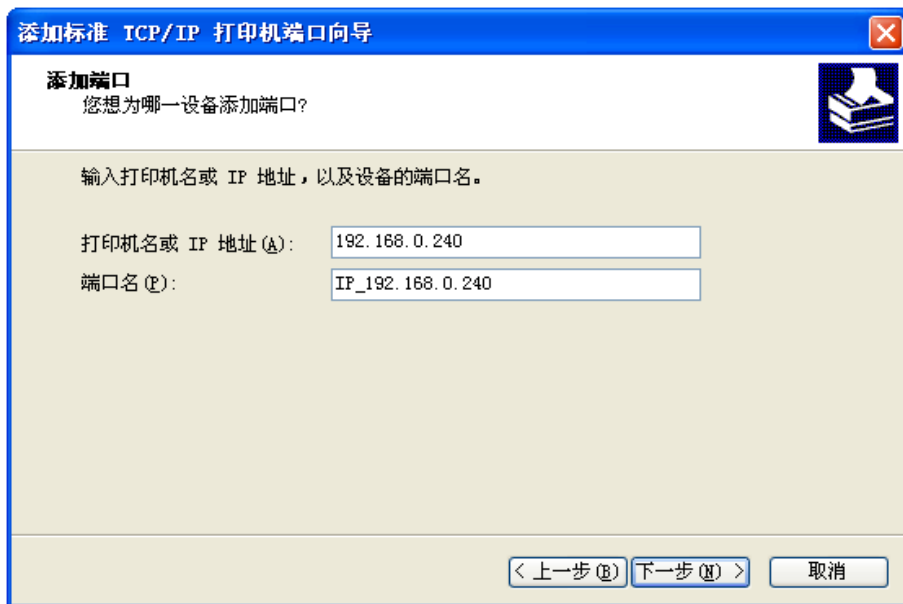 添加标准 TCP/IP 打印机端口向导
添加端口
您想为哪一设备添加端口?
输入打印机名或 IP 地址，以及设备的端口名。
打印机名或 IP 地址(A): 192.168.0.240
端口名(P): IP_192.168.0.240
< 上一步(B) 下一步(N) > 取消